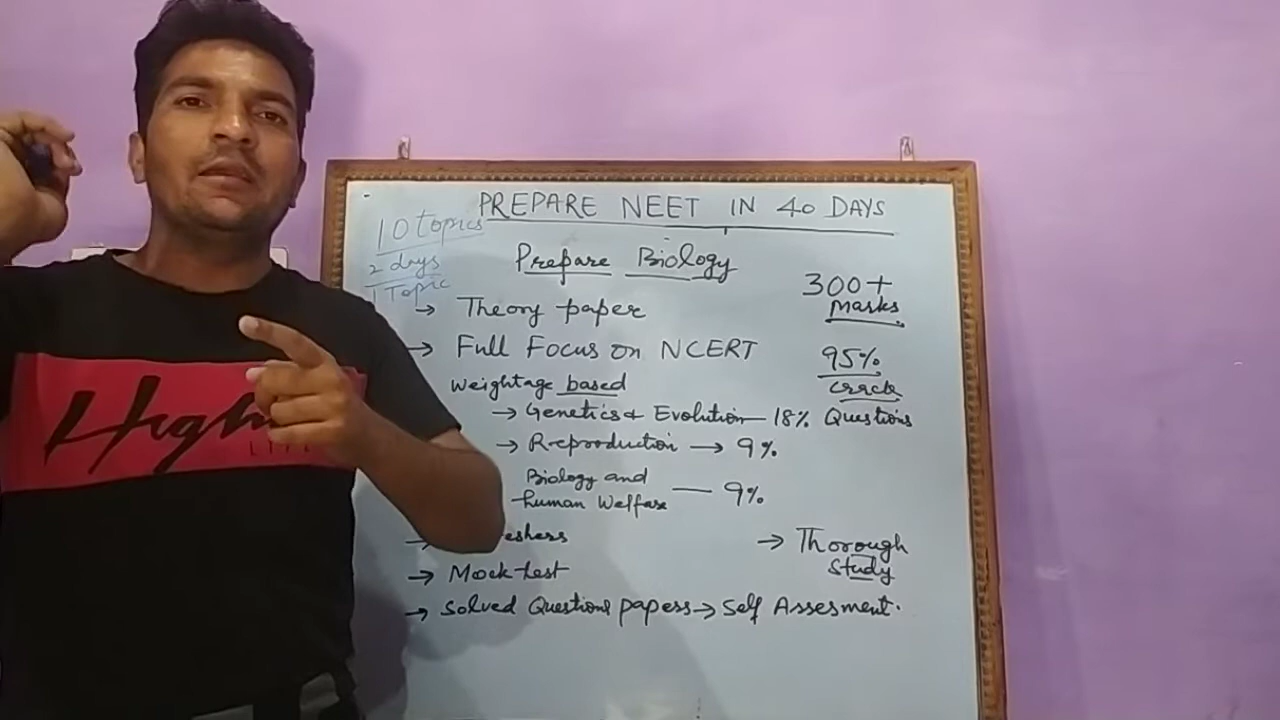 PREPARE NEET IN 40 DAYS
10 topics
2 days
1 Topic
Prepare Biology
300+
Marks
→ Theory paper
→ Full Focus on NCERT
95%
crack
weightage based
→ Genetics & Evolution — 18% Questions
→ Reproduction → 9%
Biology and
human Welfare — 9%
eshers
→ Thorough
Study
→ Mock test
→ Solved Questions papers → Self Assesment.
High